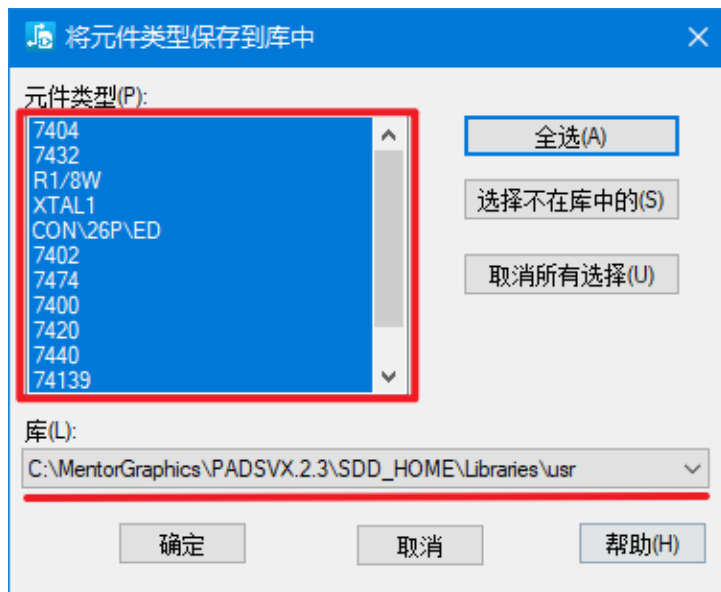 将元件类型保存到库中
元件类型(P):
7404
7432
R1/8W
XTAL1
CON\26P\ED
7402
7474
7400
7420
7440
74139
全选(A)
选择不在库中的(S)
取消所有选择(U)
库(L):
C:\MentorGraphics\PADSVX.2.3\SDD_HOME\Libraries\usr
确定
取消
帮助(H)